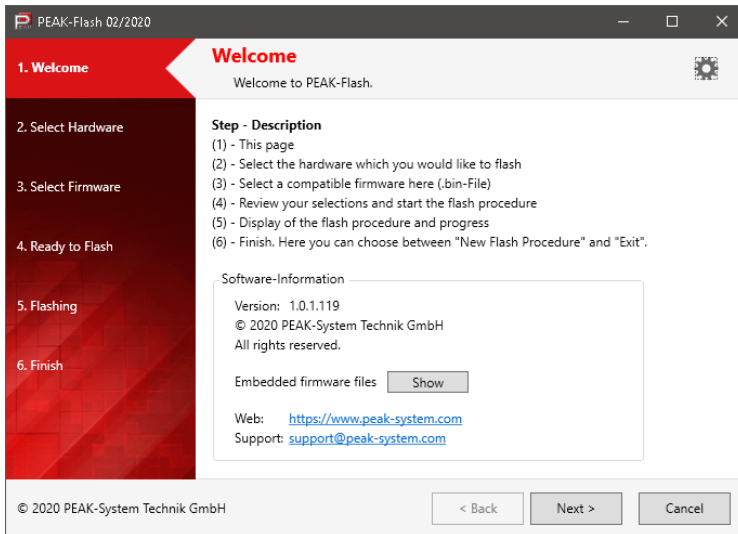 PEAK-Flash 02/2020
1. Welcome
2. Select Hardware
3. Select Firmware
4. Ready to Flash
5. Flashing
6. Finish
Welcome
Welcome to PEAK-Flash.
Step - Description
(1) - This page
(2) - Select the hardware which you would like to flash
(3) - Select a compatible firmware here (.bin-File)
(4) - Review your selections and start the flash procedure
(5) - Display of the flash procedure and progress
(6) - Finish. Here you can choose between "New Flash Procedure" and "Exit".
Software-Information
Version: 1.0.1.119
© 2020 PEAK-System Technik GmbH
All rights reserved.
Embedded firmware files Show
Web: https://www.peak-system.com
Support: support@peak-system.com
© 2020 PEAK-System Technik GmbH
< Back Next > Cancel